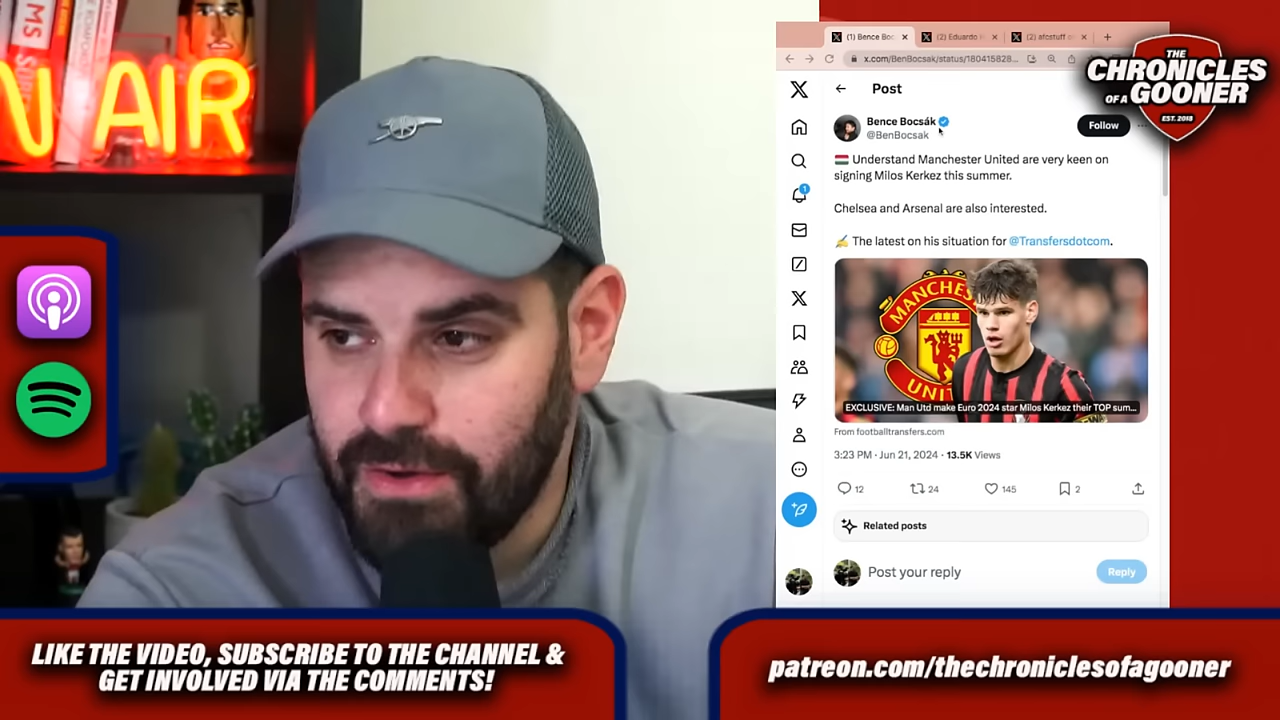 N AIR
MS
(1) Bence Boc
(2) Eduardo H
(2) afcstuff o
x.com/BenBocsak/status/180415828...
THE
CHRONICLES
OF A GOONER
EST. 2018
Post
Bence Bocsák
@BenBocsak
Follow
Understand Manchester United are very keen on
signing Milos Kerkez this summer.
Chelsea and Arsenal are also interested.
The latest on his situation for @Transfersdotcom.
MANCHES
UNIT
EXCLUSIVE: Man Utd make Euro 2024 star Milos Kerkez their TOP sum...
From footballtransfers.com
3:23 PM · Jun 21, 2024 · 13.5K Views
12 24 145 2
1
Related posts
Post your reply
Reply
LIKE THE VIDEO, SUBSCRIBE TO THE CHANNEL &
GET INVOLVED VIA THE COMMENTS!
patreon.com/thechroniclesofagooner